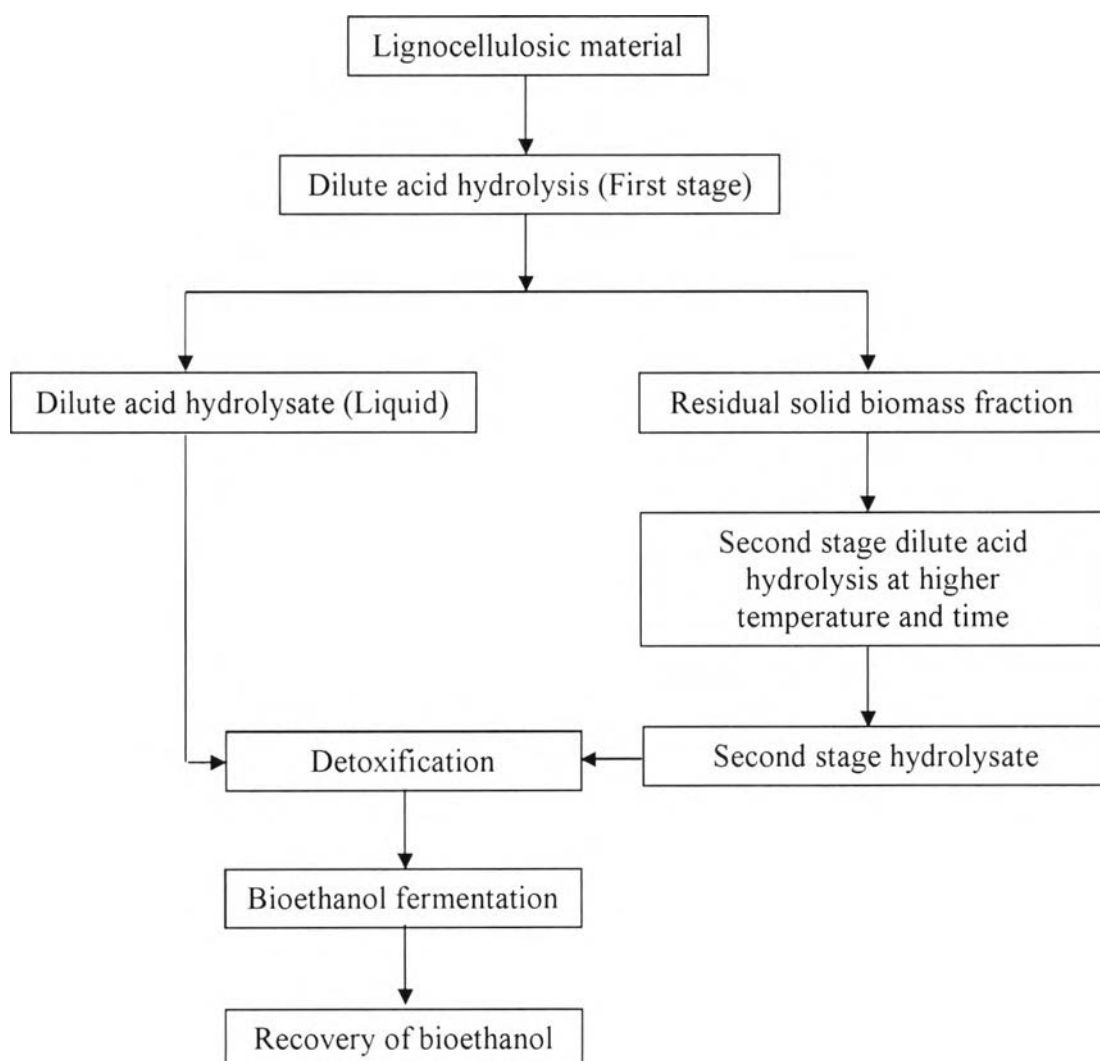 Lignocellulosic material
Dilute acid hydrolysis (First stage)
Dilute acid hydrolysate (Liquid)
Residual solid biomass fraction
Second stage dilute acid
hydrolysis at higher
temperature and time
Detoxification
Second stage hydrolysate
Bioethanol fermentation
Recovery of bioethanol